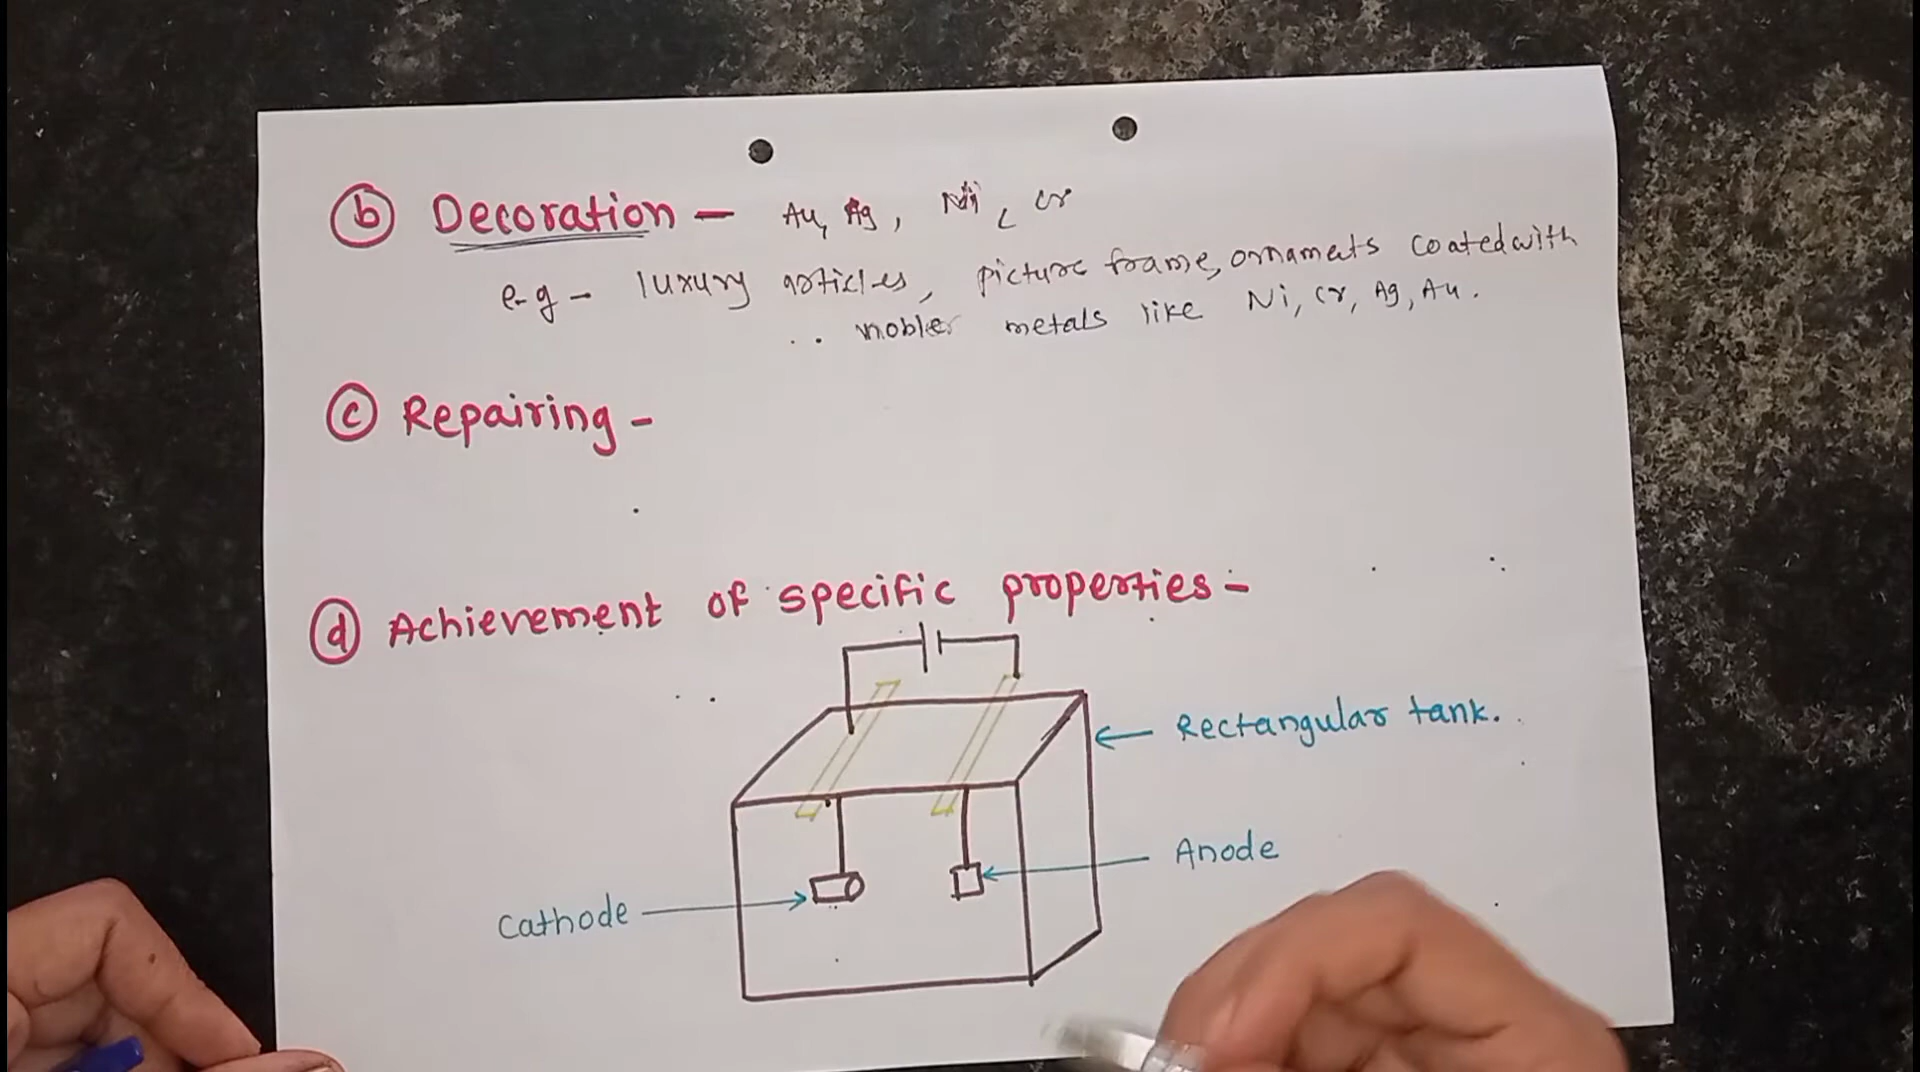 b Decoration - Au, Ag, Ni, Cr
e.g - luxury articles, picture frame, ornamets coated with
.. nobler metals like Ni, Cr, Ag, Au.
c Repairing -
d Achievement of specific properties :-
Rectangular tank.
Anode
Cathode